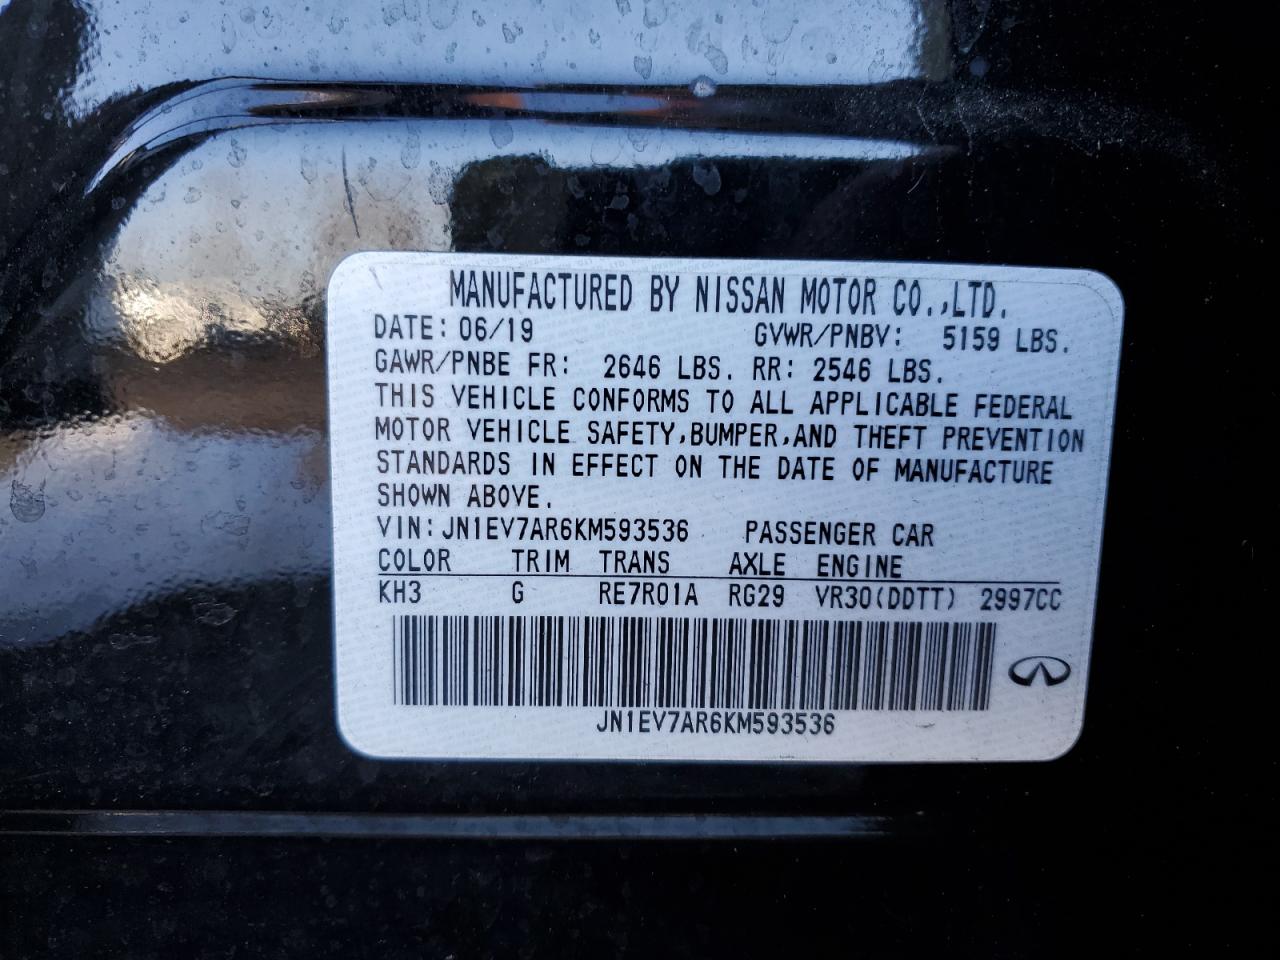 MANUFACTURED BY NISSAN MOTOR CO.,LTD.
DATE: 06/19 GVWR/PNBV: 5159 LBS.
GAWR/PNBE FR: 2646 LBS. RR: 2546 LBS.
THIS VEHICLE CONFORMS TO ALL APPLICABLE FEDERAL
MOTOR VEHICLE SAFETY,BUMPER,AND THEFT PREVENTION
STANDARDS IN EFFECT ON THE DATE OF MANUFACTURE
SHOWN ABOVE.
VIN:JN1EV7AR6KM593536 PASSENGER CAR
COLOR TRIM TRANS AXLE ENGINE
KH3 G RE7R01A RG29 VR30(DDTT) 2997CC
JN1EV7AR6KM593536